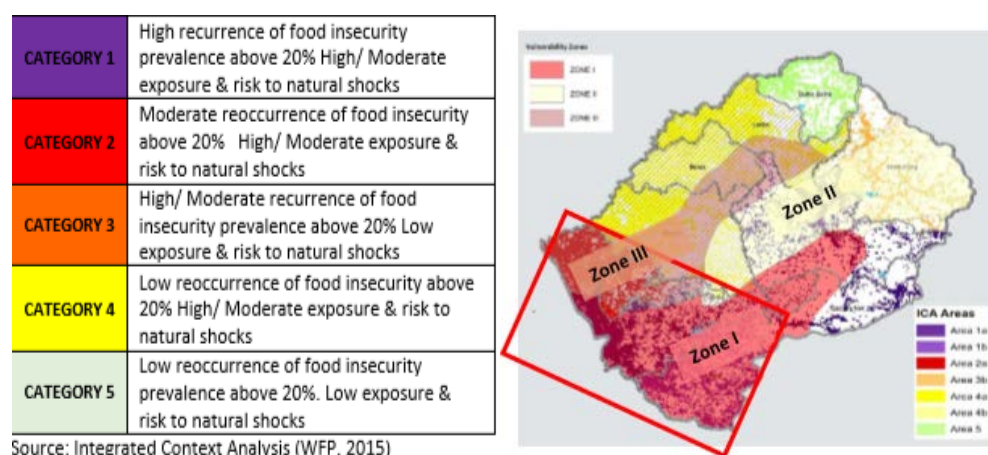 CATEGORY 1
High recurrence of food insecurity
prevalence above 20% High/ Moderate
exposure & risk to natural shocks
CATEGORY 2
Moderate reoccurrence of food insecurity
above 20% High/ Moderate exposure &
risk to natural shocks
CATEGORY 3
High/ Moderate recurrence of food
insecurity prevalence above 20% Low
exposure & risk to natural shocks
CATEGORY 4
Low reoccurrence of food insecurity above
20% High/ Moderate exposure & risk to
natural shocks
CATEGORY 5
Low reoccurrence of food insecurity
prevalence above 20%. Low exposure &
risk to natural shocks
Source: Integrated Context Analysis (WFP, 2015)
Vulnerability Zones
ZONE I
ZONE II
ZONE III
Zone II
Zone III
Zone I
ICA Areas
Area 1a
Area 1b
Area 2a
Area 3b
Area 4a
Area 4b
Area 5